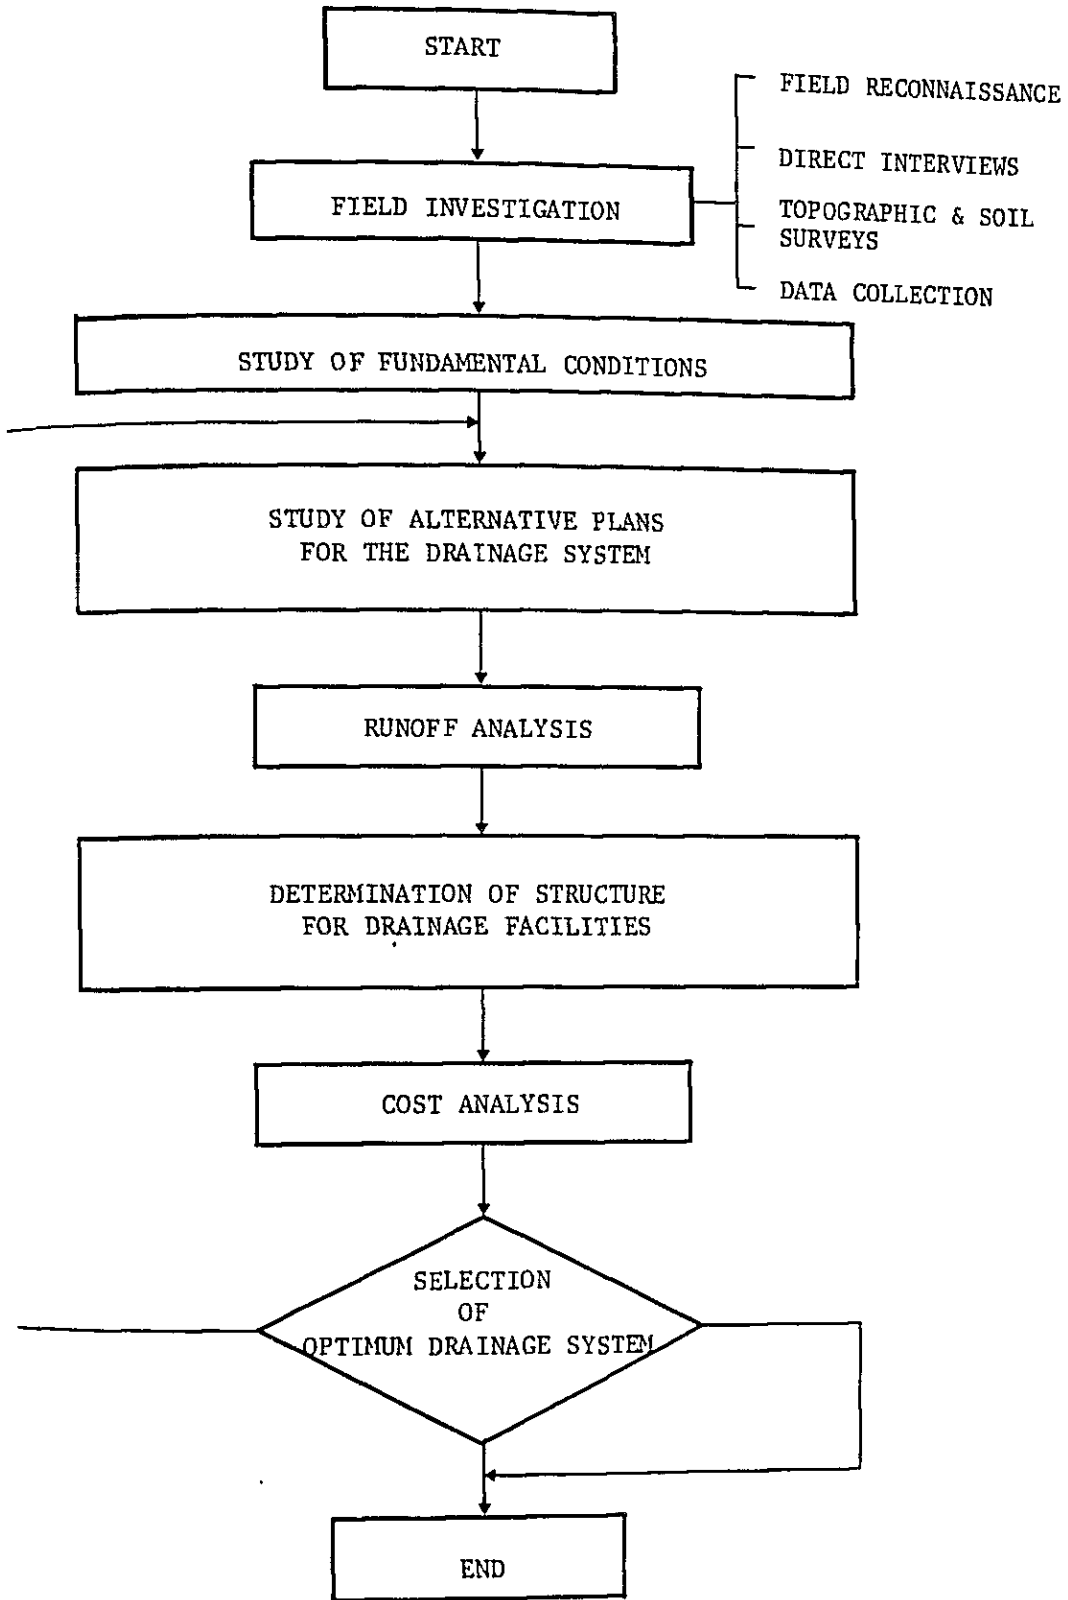 START
FIELD INVESTIGATION
FIELD RECONNAISSANCE
DIRECT INTERVIEWS
TOPOGRAPHIC & SOIL
SURVEYS
DATA COLLECTION
STUDY OF FUNDAMENTAL CONDITIONS
STUDY OF ALTERNATIVE PLANS
FOR THE DRAINAGE SYSTEM
RUNOFF ANALYSIS
DETERMINATION OF STRUCTURE
FOR DRAINAGE FACILITIES
COST ANALYSIS
SELECTION
OF
OPTIMUM DRAINAGE SYSTEM
END